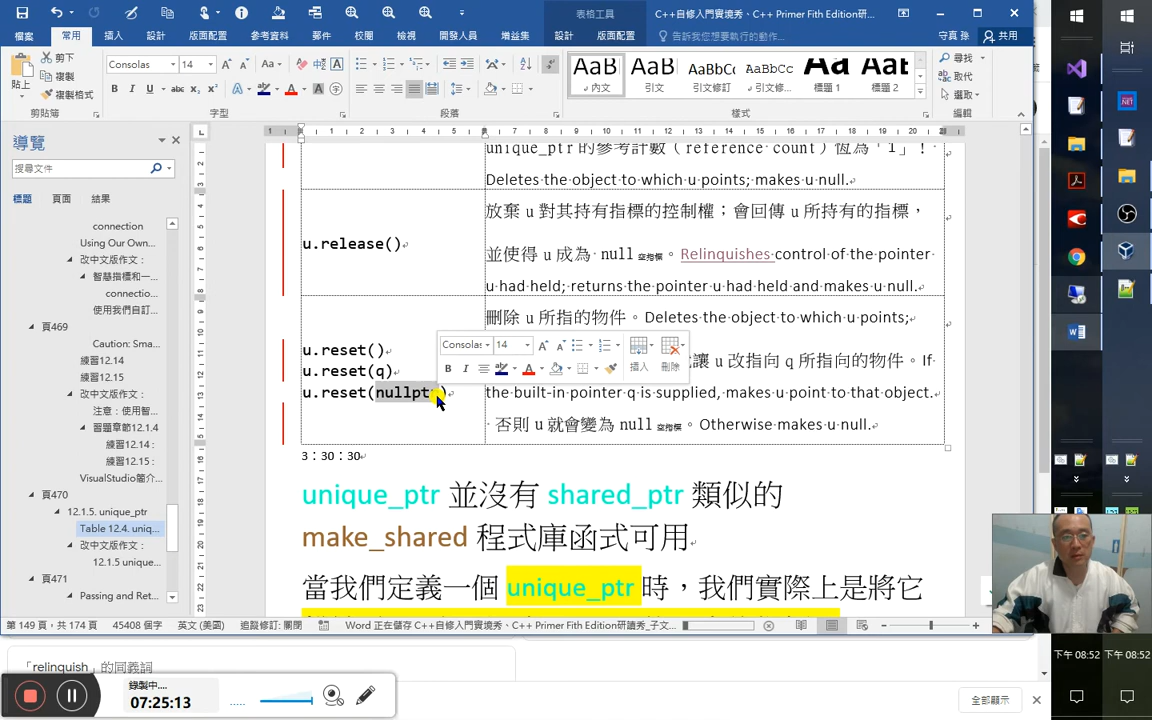 C++自修入門實境秀、C++ Primer Fith Edition研...
表格工具
檔案 常用 插入 設計 版面配置 參考資料 郵件 校閱 檢視 開發人員 增益集 設計 版面配置 告訴我您想要執行的動作... 守真 孫 共用
貼上 剪下 複製 複製格式 剪貼簿
Consolas 14 字型
段落
AaB AaB AaBbC AaBbC AaB AaB
內文 引文 引文修訂 引文修... 標題 1 標題 2
樣式
尋找 取代 選取 編輯
導覽
搜尋文件
標題 頁面 結果
connection
Using Our Own...
改中文版作文：
智慧指標和一...
connectio...
使用我們自訂...
頁469
Caution: Sma...
練習12.14
練習12.15
改中文版作文：
注意：使用智...
習題章節12.1.4
練習12.14：
練習12.15：
VisualStudio簡介...
頁470
12.1.5. unique_ptr
Table 12.4. uniq...
改中文版作文：
12.1.5 unique...
頁471
Passing and Ret...
unique_ptr 的參考計數（reference count）恆為「1」！
Deletes the object to which u points; makes u null.
u.release()
放棄 u 對其持有指標的控制權；會回傳 u 所持有的指標，
並使得 u 成為 null 空指標。Relinquishes control of the pointer
u had held; returns the pointer u had held and makes u null.
u.reset()
u.reset(q)
u.reset(nullptr)
刪除 u 所指的物件。Deletes the object to which u points;
讓 u 改指向 q 所指向的物件。If
the built-in pointer q is supplied, makes u point to that object.
否則 u 就會變為 null 空指標。Otherwise makes u null.
Consolas 14
B I 插入 刪除
3：30：30
unique_ptr 並沒有 shared_ptr 類似的
make_shared 程式庫函式可用
當我們定義一個 unique_ptr 時，我們實際上是將它
第 149 頁，共 174 頁 45408 個字 英文 (美國) 追蹤修訂: 關閉 Word 正在儲存 C++自修入門實境秀、C++ Primer Fith Edition研讀秀_子文...
「relinquish」的同義詞
錄製中...
07:25:13
全部顯示
下午 08:52 下午 08:52